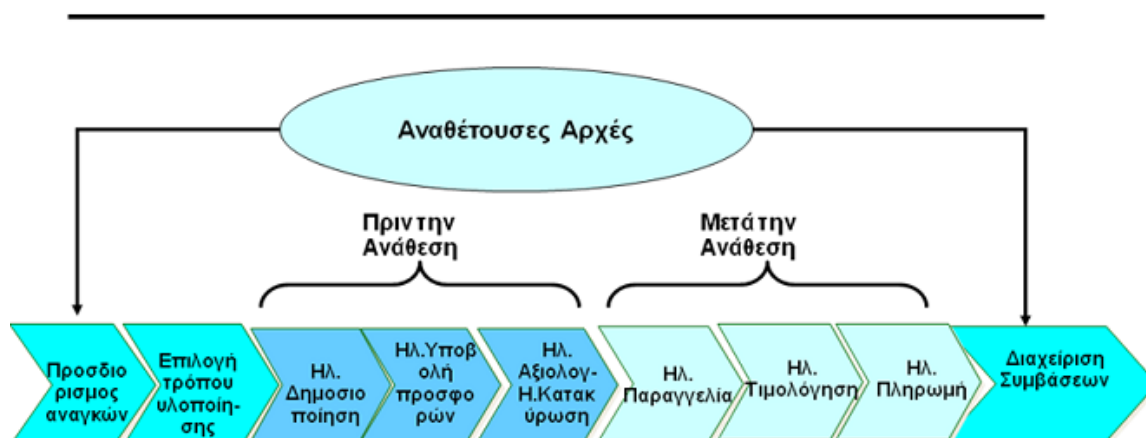 Αναθέτουσες Αρχές
Πριν την
Ανάθεση
Μετά την
Ανάθεση
Προσδιο
ρισμος
αναγκών
Επιλογή
τρόπου
υλοποίη-
σης
Ηλ.
Δημοσιο
ποίηση
Ηλ.Υποβ
ολή
προσφο
ρών
Ηλ.
Αξιολογ-
Η.Κατακ
ύρωση
Ηλ.
Παραγγελία
Ηλ.
Τιμολόγηση
Ηλ.
Πληρωμή
Διαχείριση
Συμβάσεων